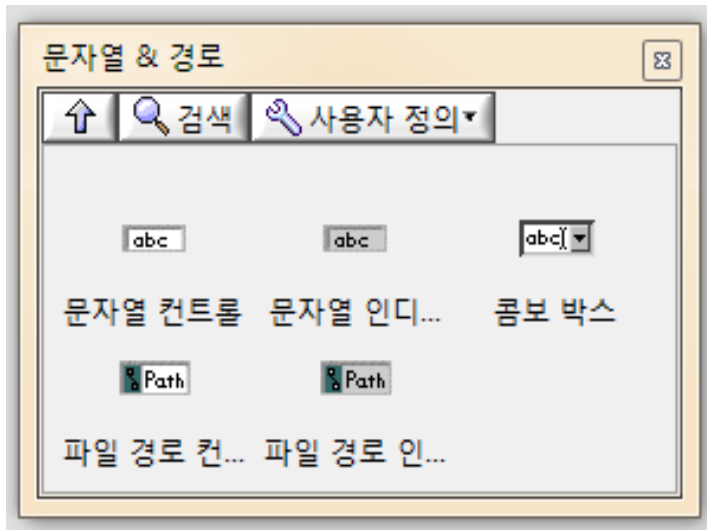 문자열 & 경로
검색 사용자 정의
abc abc abc
문자열 컨트롤 문자열 인디... 콤보 박스
Path Path
파일 경로 컨... 파일 경로 인...